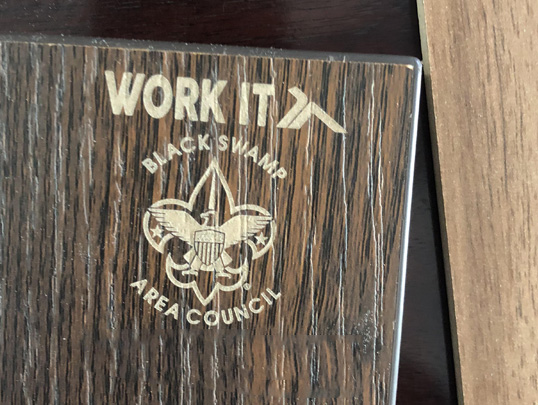 WORK IT
BLACK SWAMP
AREA COUNCIL
®